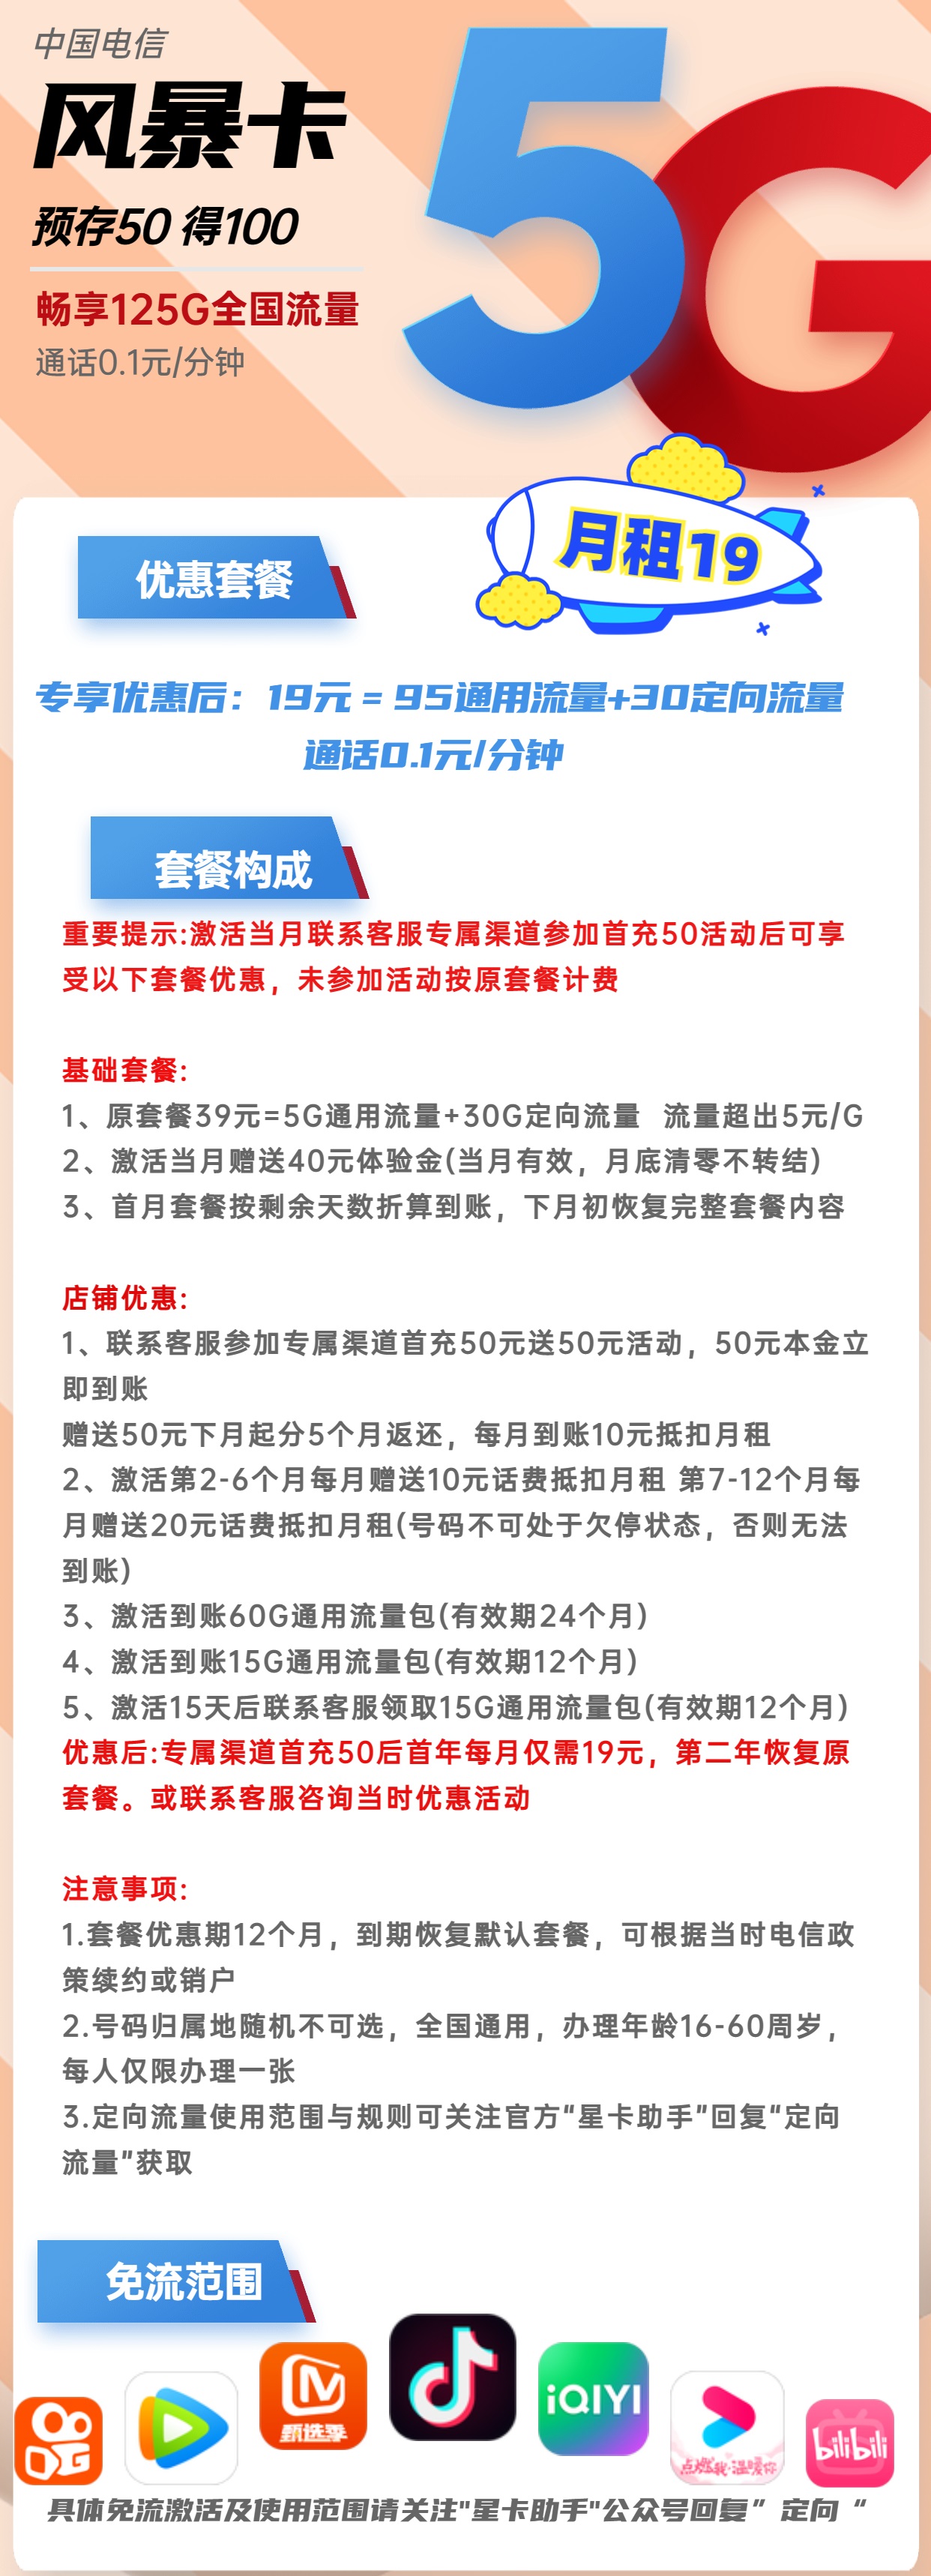 中国电信
风暴卡
预存50 得100
畅享125G全国流量
通话0.1元/分钟
5G
月租19
优惠套餐
专享优惠后：19元 = 95通用流量+30定向流量
通话0.1元/分钟
套餐构成
重要提示:激活当月联系客服专属渠道参加首充50活动后可享
受以下套餐优惠，未参加活动按原套餐计费
基础套餐:
1、原套餐39元=5G通用流量+30G定向流量 流量超出5元/G
2、激活当月赠送40元体验金(当月有效，月底清零不转结)
3、首月套餐按剩余天数折算到账，下月初恢复完整套餐内容
店铺优惠:
1、联系客服参加专属渠道首充50元送50元活动，50元本金立
即到账
赠送50元下月起分5个月返还，每月到账10元抵扣月租
2、激活第2-6个月每月赠送10元话费抵扣月租 第7-12个月每
月赠送20元话费抵扣月租(号码不可处于欠停状态，否则无法
到账)
3、激活到账60G通用流量包(有效期24个月)
4、激活到账15G通用流量包(有效期12个月)
5、激活15天后联系客服领取15G通用流量包(有效期12个月)
优惠后:专属渠道首充50后首年每月仅需19元，第二年恢复原
套餐。或联系客服咨询当时优惠活动
注意事项:
1.套餐优惠期12个月，到期恢复默认套餐，可根据当时电信政
策续约或销户
2.号码归属地随机不可选，全国通用，办理年龄16-60周岁，
每人仅限办理一张
3.定向流量使用范围与规则可关注官方“星卡助手”回复“定向
流量”获取
免流范围
甄选季
iQIYI
点燃我·温暖你
bilibili
具体免流激活及使用范围请关注"星卡助手"公众号回复”定向“